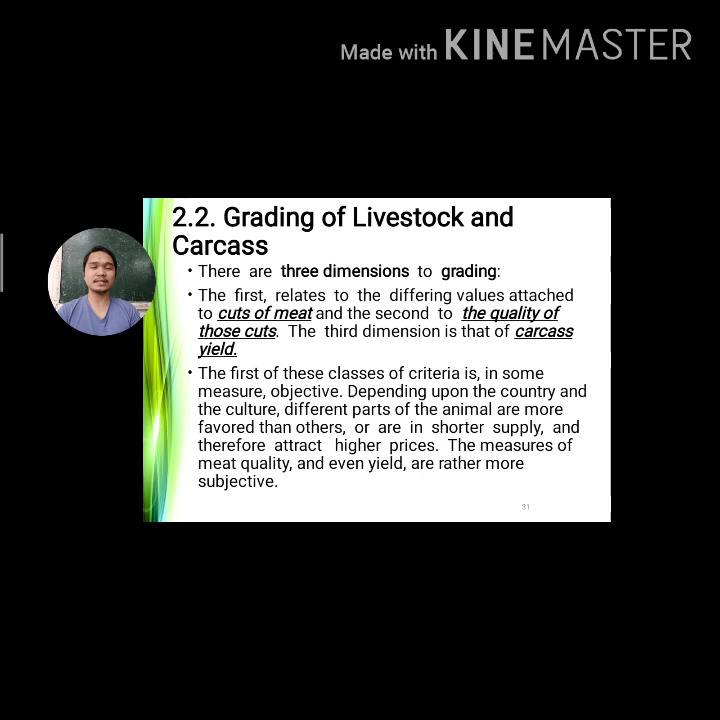 Made with KINEMASTER
2.2. Grading of Livestock and
Carcass
• There are three dimensions to grading:
• The first, relates to the differing values attached
to cuts of meat and the second to the quality of
those cuts. The third dimension is that of carcass
yield.
• The first of these classes of criteria is, in some
measure, objective. Depending upon the country and
the culture, different parts of the animal are more
favored than others, or are in shorter supply, and
therefore attract higher prices. The measures of
meat quality, and even yield, are rather more
subjective.
31